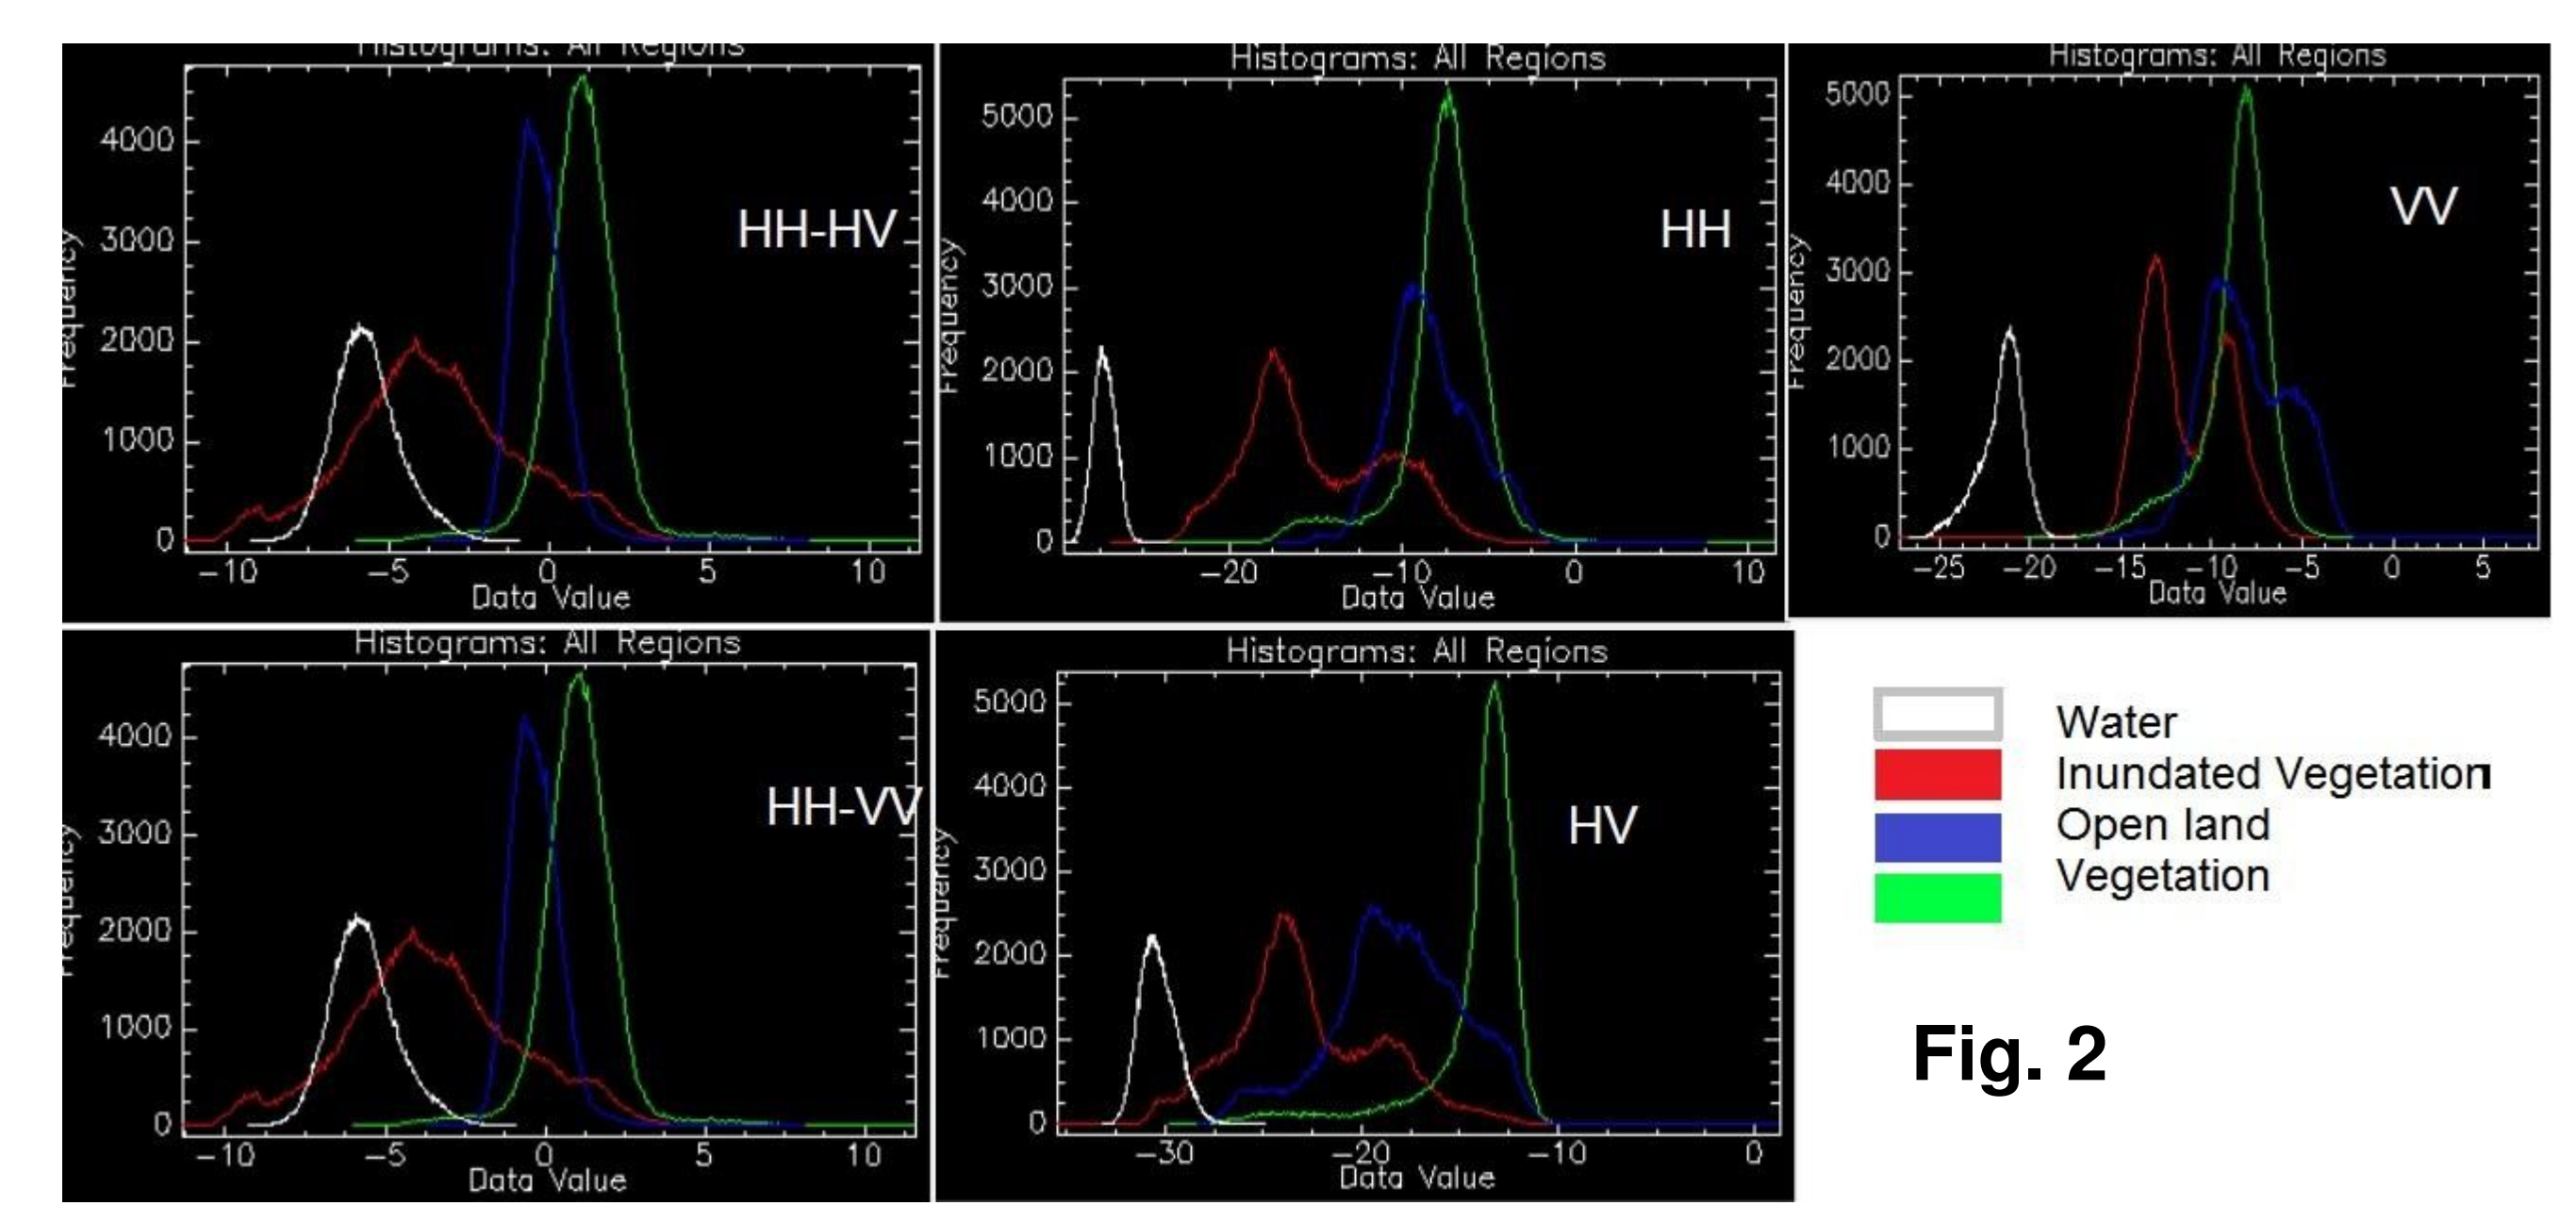 Histograms: All Regions
4000
3000
2000
1000
0
Frequency
HH-HV
−10 −5 0 5 10
Data Value
Histograms: All Regions
5000
4000
3000
2000
1000
0
Frequency
HH
−20 −10 0 10
Data Value
Histograms: All Regions
5000
4000
3000
2000
1000
0
Frequency
VV
−25 −20 −15 −10 −5 0 5
Data Value
Histograms: All Regions
4000
3000
2000
1000
0
Frequency
HH-VV
−10 −5 0 5 10
Data Value
Histograms: All Regions
5000
4000
3000
2000
1000
0
Frequency
HV
−30 −20 −10 0
Data Value
Water
Inundated Vegetation
Open land
Vegetation
Fig. 2